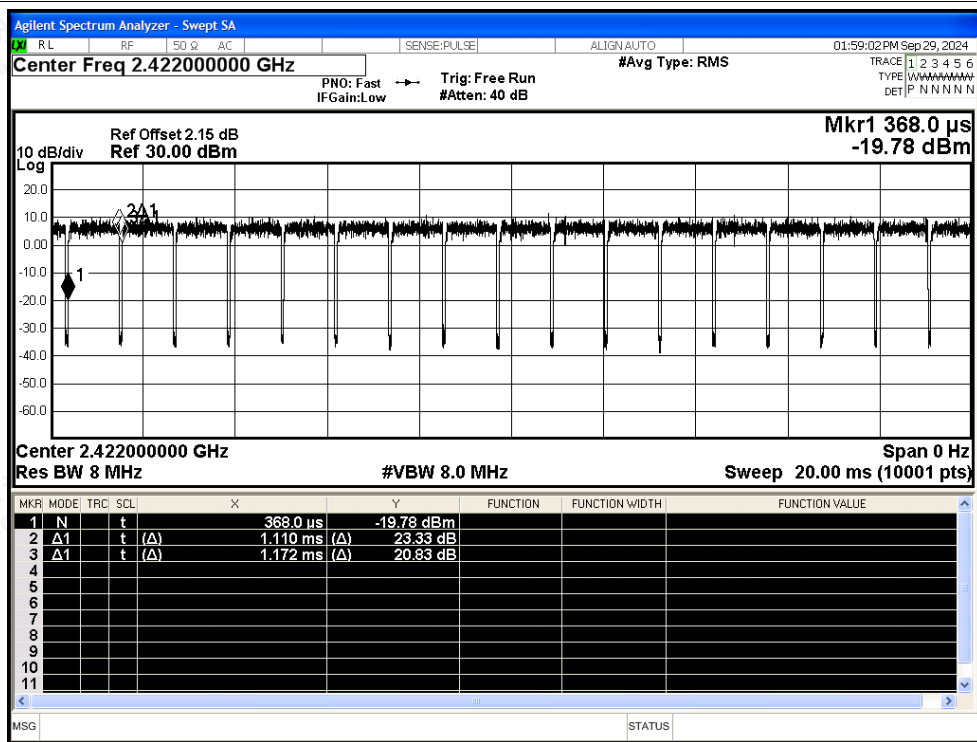 Agilent Spectrum Analyzer - Swept SA
LXI RL RF 50 Ω AC SENSE:PULSE ALIGN AUTO 01:59:02 PM Sep 29, 2024
Center Freq 2.422000000 GHz
PNO: Fast
IFGain:Low
Trig: Free Run
#Atten: 40 dB
#Avg Type: RMS
TRACE 1 2 3 4 5 6
TYPE WWWWWW
DET P N N N N N
Mkr1 368.0 µs
-19.78 dBm
Ref Offset 2.15 dB
10 dB/div Ref 30.00 dBm
Log
20.0
10.0
0.00
-10.0
-20.0
-30.0
-40.0
-50.0
-60.0
2Δ1
1
Center 2.422000000 GHz Span 0 Hz
Res BW 8 MHz #VBW 8.0 MHz Sweep 20.00 ms (10001 pts)
MKR MODE TRC SCL X Y FUNCTION FUNCTION WIDTH FUNCTION VALUE
1 N t 368.0 µs -19.78 dBm
2 Δ1 t (Δ) 1.110 ms (Δ) 23.33 dB
3 Δ1 t (Δ) 1.172 ms (Δ) 20.83 dB
4
5
6
7
8
9
10
11
MSG STATUS